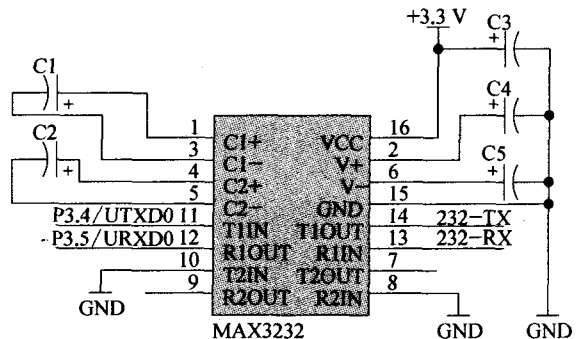 +3.3 V
C3
+
C1
+
C4
+
C2
+
C5
+
1 C1+ VCC 16
3 C1− V+ 2
4 C2+ V− 6
5 C2− GND 15
P3.4/UTXD0 11 T1IN T1OUT 14 232−TX
P3.5/URXD0 12 R1OUT R1IN 13 232−RX
10 T2IN T2OUT 7
9 R2OUT R2IN 8
GND
MAX3232
GND
GND